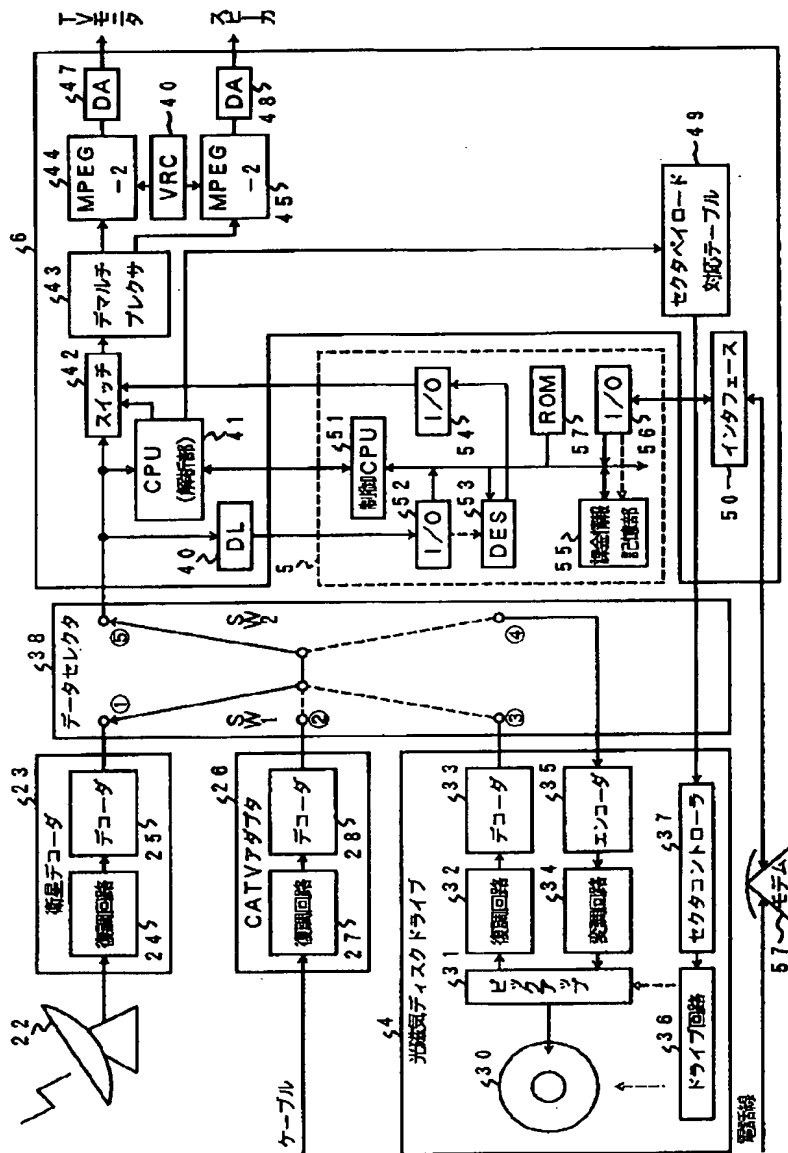 22
衛星デコーダ
23
復調回路
24
デコーダ
25
ケーブル
CATVアダプタ
26
復調回路
27
デコーダ
28
4
光磁気ディスクドライブ
30
ピックアップ
31
復調回路
32
デコーダ
33
変調回路
34
エンコーダ
35
ドライブ回路
36
セクタコントローラ
37
電話線
57 モデム
データセレクタ
38
①
SW1
②
③
⑤
SW2
④
6
DL
40
CPU
(解析部)
41
スイッチ
42
デマルチ
プレクサ
43
MPEG
-2
44
DA
47
TV
モニタ
VRC
40
MPEG
-2
45
DA
48
スピーカ
5
制御CPU
51
I/O
52
DES
53
I/O
54
課金情報
記憶部
55
ROM
57
I/O
56
セクタペイロード
対応テーブル
49
インタフェース
50